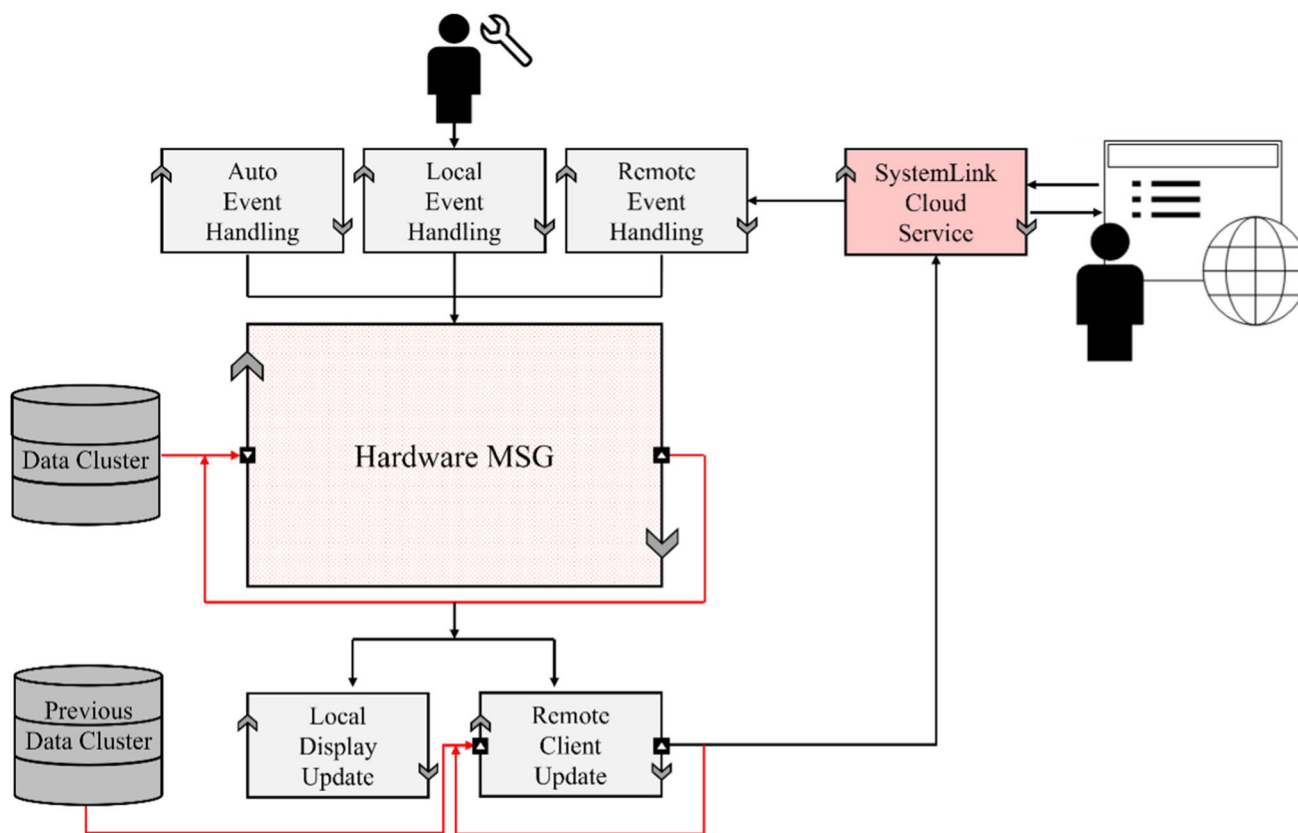 Auto
Event
Handling
Local
Event
Handling
Remote
Event
Handling
SystemLink
Cloud
Service
Data Cluster
Hardware MSG
Previous
Data Cluster
Local
Display
Update
Remote
Client
Update